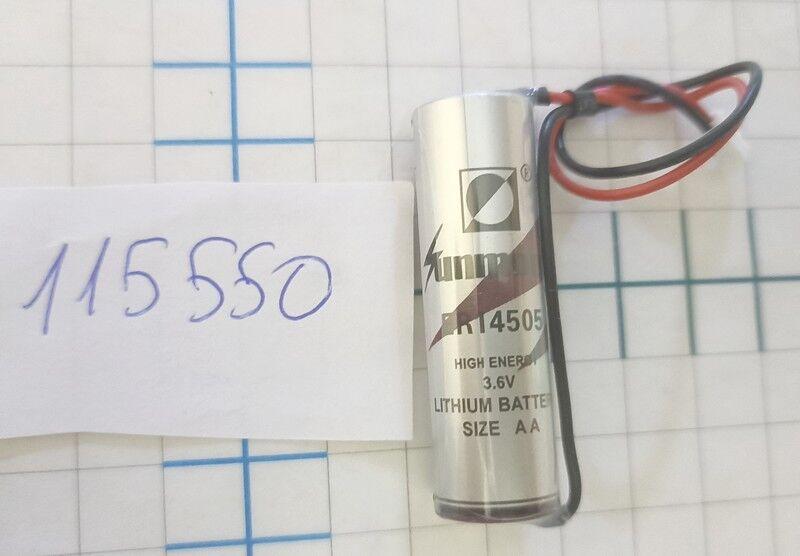 115550
®
ER14505
HIGH ENERGY
3.6V
LITHIUM BATTERY
SIZE AA